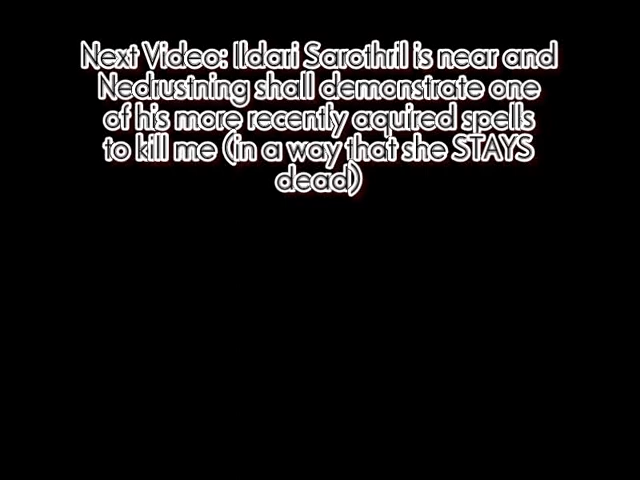 Next Video: Ildari Sarothril is near and
Nedrustning shall demonstrate one
of his more recently aquired spells
to kill me (in a way that she STAYS
dead)